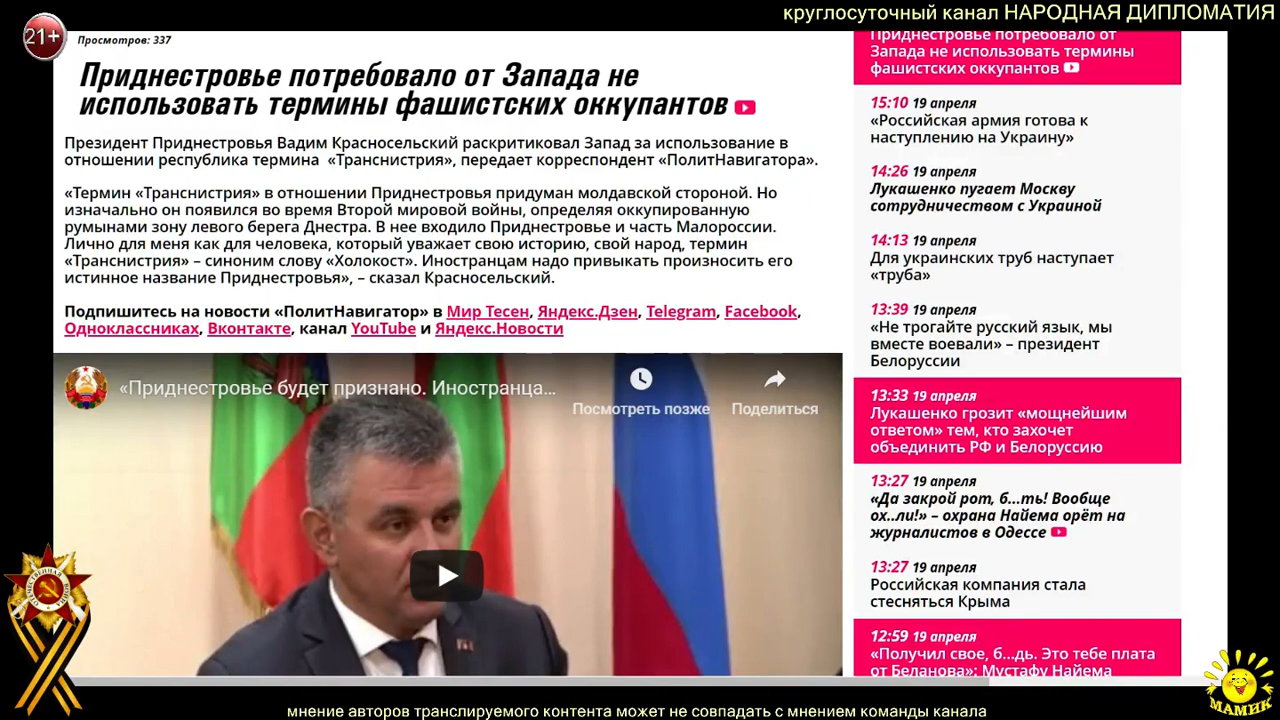 круглосуточный канал НАРОДНАЯ ДИПЛОМАТИЯ
21+
Просмотров: 337
Приднестровье потребовало от Запада не
использовать термины фашистских оккупантов
Президент Приднестровья Вадим Красносельский раскритиковал Запад за использование в
отношении республика термина «Транснистрия», передает корреспондент «ПолитНавигатора».
«Термин «Транснистрия» в отношении Приднестровья придуман молдавской стороной. Но
изначально он появился во время Второй мировой войны, определяя оккупированную
румынами зону левого берега Днестра. В нее входило Приднестровье и часть Малороссии.
Лично для меня как для человека, который уважает свою историю, свой народ, термин
«Транснистрия» – синоним слову «Холокост». Иностранцам надо привыкать произносить его
истинное название Приднестровья», – сказал Красносельский.
Подпишитесь на новости «ПолитНавигатор» в Мир Тесен, Яндекс.Дзен, Telegram, Facebook,
Одноклассниках, Вконтакте, канал YouTube и Яндекс.Новости
«Приднестровье будет признано. Иностранца...
Посмотреть позже
Поделиться
Приднестровье потребовало от
Запада не использовать термины
фашистских оккупантов
15:10 19 апреля
«Российская армия готова к
наступлению на Украину»
14:26 19 апреля
Лукашенко пугает Москву
сотрудничеством с Украиной
14:13 19 апреля
Для украинских труб наступает
«труба»
13:39 19 апреля
«Не трогайте русский язык, мы
вместе воевали» – президент
Белоруссии
13:33 19 апреля
Лукашенко грозит «мощнейшим
ответом» тем, кто захочет
объединить РФ и Белоруссию
13:27 19 апреля
«Да закрой рот, б...ть! Вообще
ох..ли!» – охрана Найема орёт на
журналистов в Одессе
13:27 19 апреля
Российская компания стала
стесняться Крыма
12:59 19 апреля
«Получил свое, б...дь. Это тебе плата
от Беланова»: Мустафу Найема
ОТЕЧЕСТВЕННАЯ ВОЙНА
МАМИК
мнение авторов транслируемого контента может не совпадать с мнением команды канала